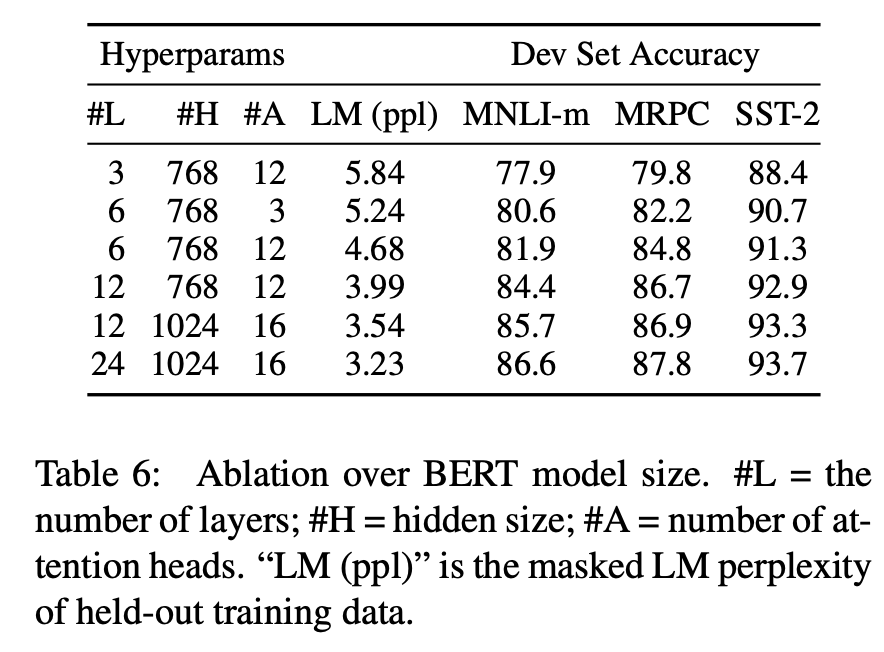 Hyperparams Dev Set Accuracy
#L #H #A LM (ppl) MNLI-m MRPC SST-2
3 768 12 5.84 77.9 79.8 88.4
6 768 3 5.24 80.6 82.2 90.7
6 768 12 4.68 81.9 84.8 91.3
12 768 12 3.99 84.4 86.7 92.9
12 1024 16 3.54 85.7 86.9 93.3
24 1024 16 3.23 86.6 87.8 93.7
Table 6: Ablation over BERT model size. #L = the
number of layers; #H = hidden size; #A = number of at-
tention heads. “LM (ppl)” is the masked LM perplexity
of held-out training data.